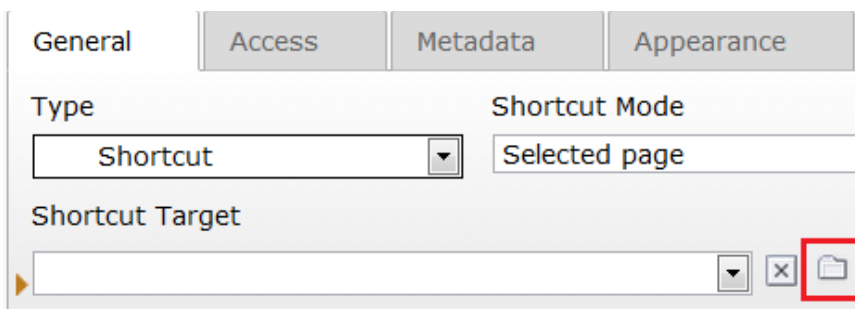 General Access Metadata Appearance
Type Shortcut Mode
Shortcut Selected page
Shortcut Target